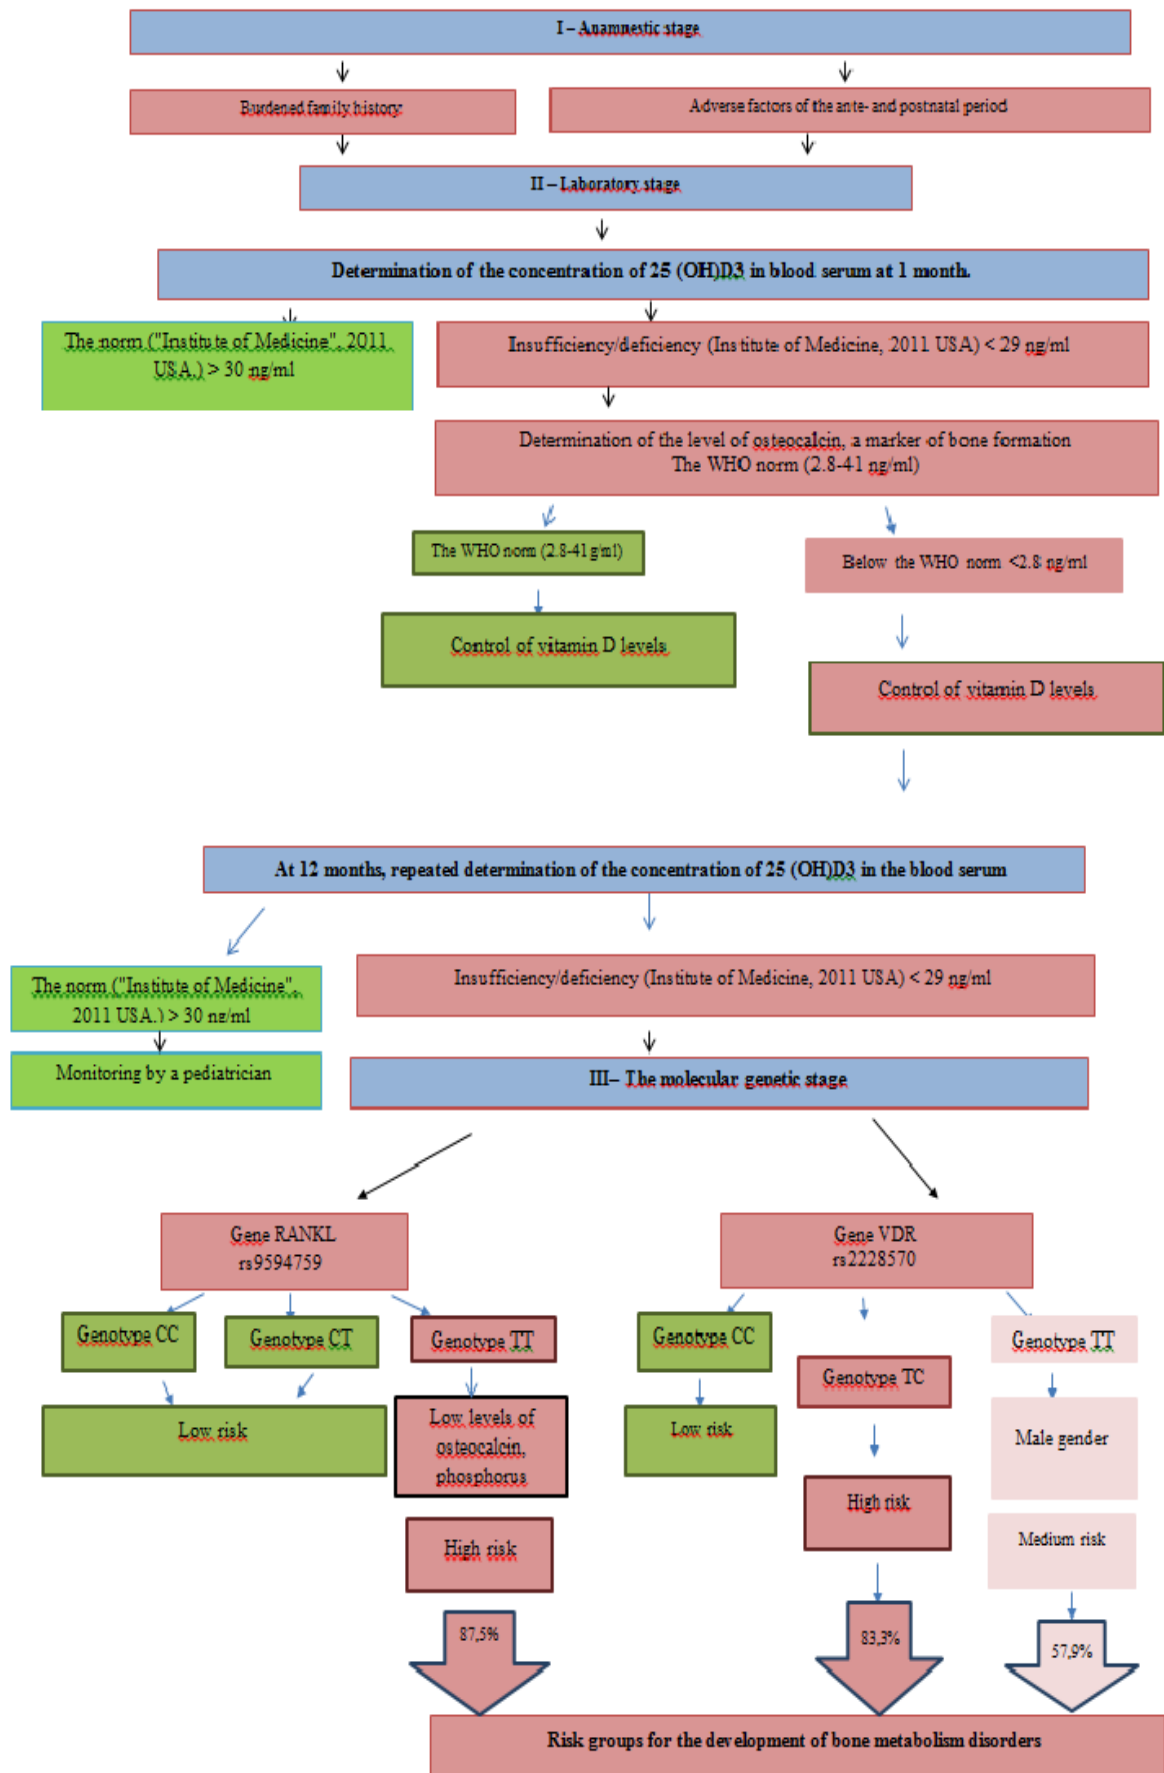 I – Anamnestic stage
Burdened family history:
Adverse factors of the ante- and postnatal period
II – Laboratory stage
Determination of the concentration of 25 (OH)D3 in blood serum at 1 month.
The norm ("Institute of Medicine", 2011
USA.) > 30 ng/ml
Insufficiency/deficiency (Institute of Medicine, 2011 USA) < 29 ng/ml
Determination of the level of osteocalcin, a marker of bone formation
The WHO norm (2.8-41 ng/ml)
The WHO norm (2.8-41 g/ml)
Below the WHO norm <2.8 ng/ml
Control of vitamin D levels
Control of vitamin D levels
At 12 months, repeated determination of the concentration of 25 (OH)D3 in the blood serum
The norm ("Institute of Medicine",
2011 USA.) > 30 ng/ml
Insufficiency/deficiency (Institute of Medicine, 2011 USA) < 29 ng/ml
Monitoring by a pediatrician
III– The molecular genetic stage
Gene RANKL
rs9594759
Gene VDR
rs2228570
Genotype CC
Genotype CT
Genotype TT
Genotype CC
Genotype TC
Genotype TT
Low risk
Low levels of
osteocalcin,
phosphorus
Low risk
Male gender
High risk
High risk
Medium risk
87,5%
83,3%
57,9%
Risk groups for the development of bone metabolism disorders